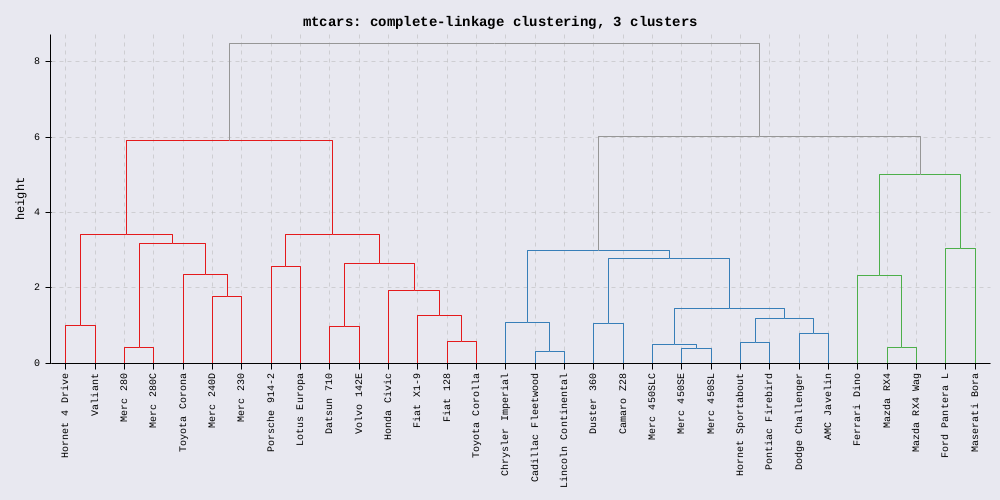 mtcars: complete-linkage clustering, 3 clusters
height
8
6
4
2
0
Hornet 4 Drive
Valiant
Merc 280
Merc 280C
Toyota Corona
Merc 240D
Merc 230
Porsche 914-2
Lotus Europa
Datsun 710
Volvo 142E
Honda Civic
Fiat X1-9
Fiat 128
Toyota Corolla
Chrysler Imperial
Cadillac Fleetwood
Lincoln Continental
Duster 360
Camaro Z28
Merc 450SLC
Merc 450SE
Merc 450SL
Hornet Sportabout
Pontiac Firebird
Dodge Challenger
AMC Javelin
Ferrari Dino
Mazda RX4
Mazda RX4 Wag
Ford Pantera L
Maserati Bora